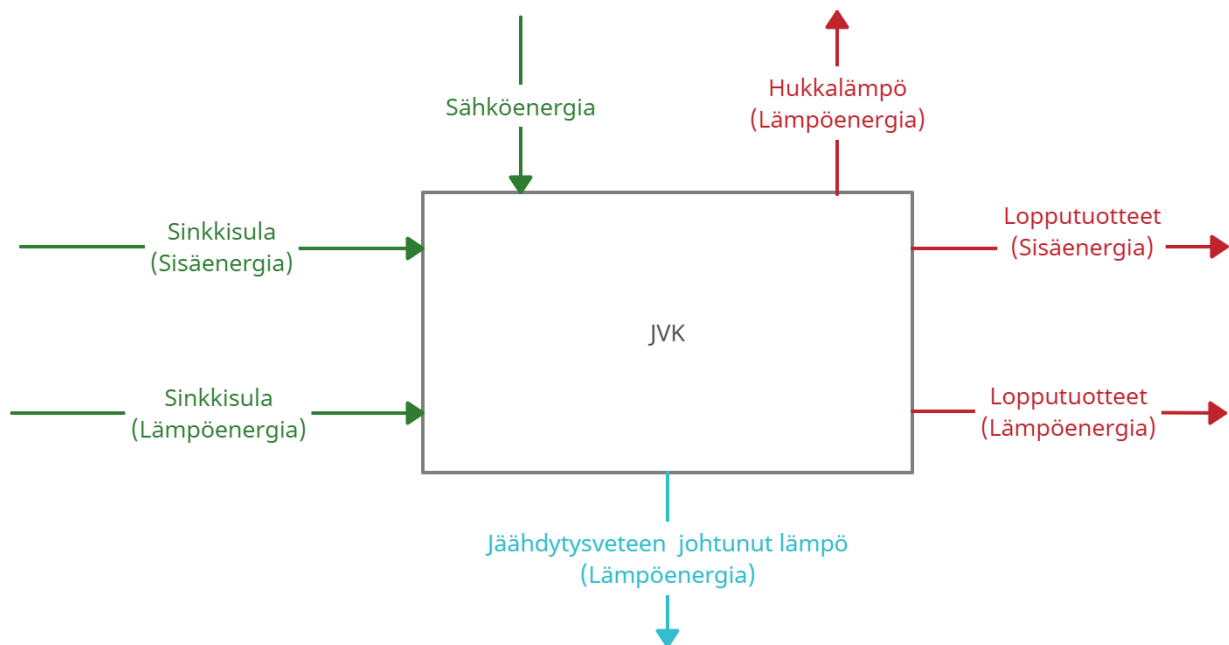 Sähköenergia
Hukkalämpö
(Lämpöenergia)
Sinkkisula
(Sisäenergia)
Lopputuotteet
(Sisäenergia)
JVK
Sinkkisula
(Lämpöenergia)
Lopputuotteet
(Lämpöenergia)
Jäähdytysveteen johtunut lämpö
(Lämpöenergia)